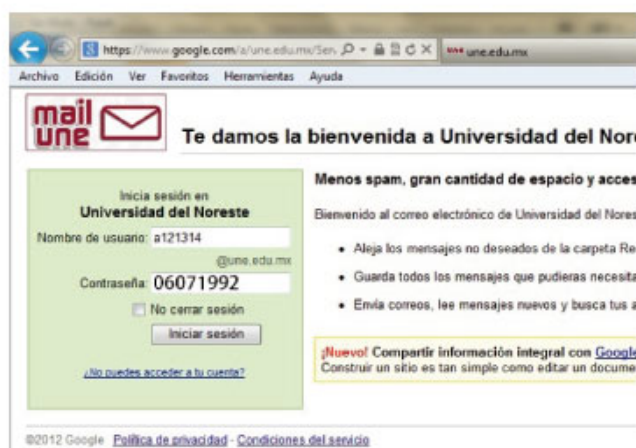 https://www.google.com/a/une.edu.mx/Ser
une une.edu.mx
Archivo Edición Ver Favoritos Herramientas Ayuda
mail
une
Te damos la bienvenida a Universidad del Nor
Inicia sesión en
Universidad del Noreste
Nombre de usuario: a121314
@une.edu.mx
Contraseña: 06071992
No cerrar sesión
Iniciar sesión
¿No puedes acceder a tu cuenta?
Menos spam, gran cantidad de espacio y acces
Bienvenido al correo electrónico de Universidad del Nores
• Aleja los mensajes no deseados de la carpeta Re
• Guarda todos los mensajes que pudieras necesita
• Envía correos, lee mensajes nuevos y busca tus a
¡Nuevo! Compartir información integral con Google
Construir un sitio es tan simple como editar un docume
©2012 Google Política de privacidad - Condiciones del servicio